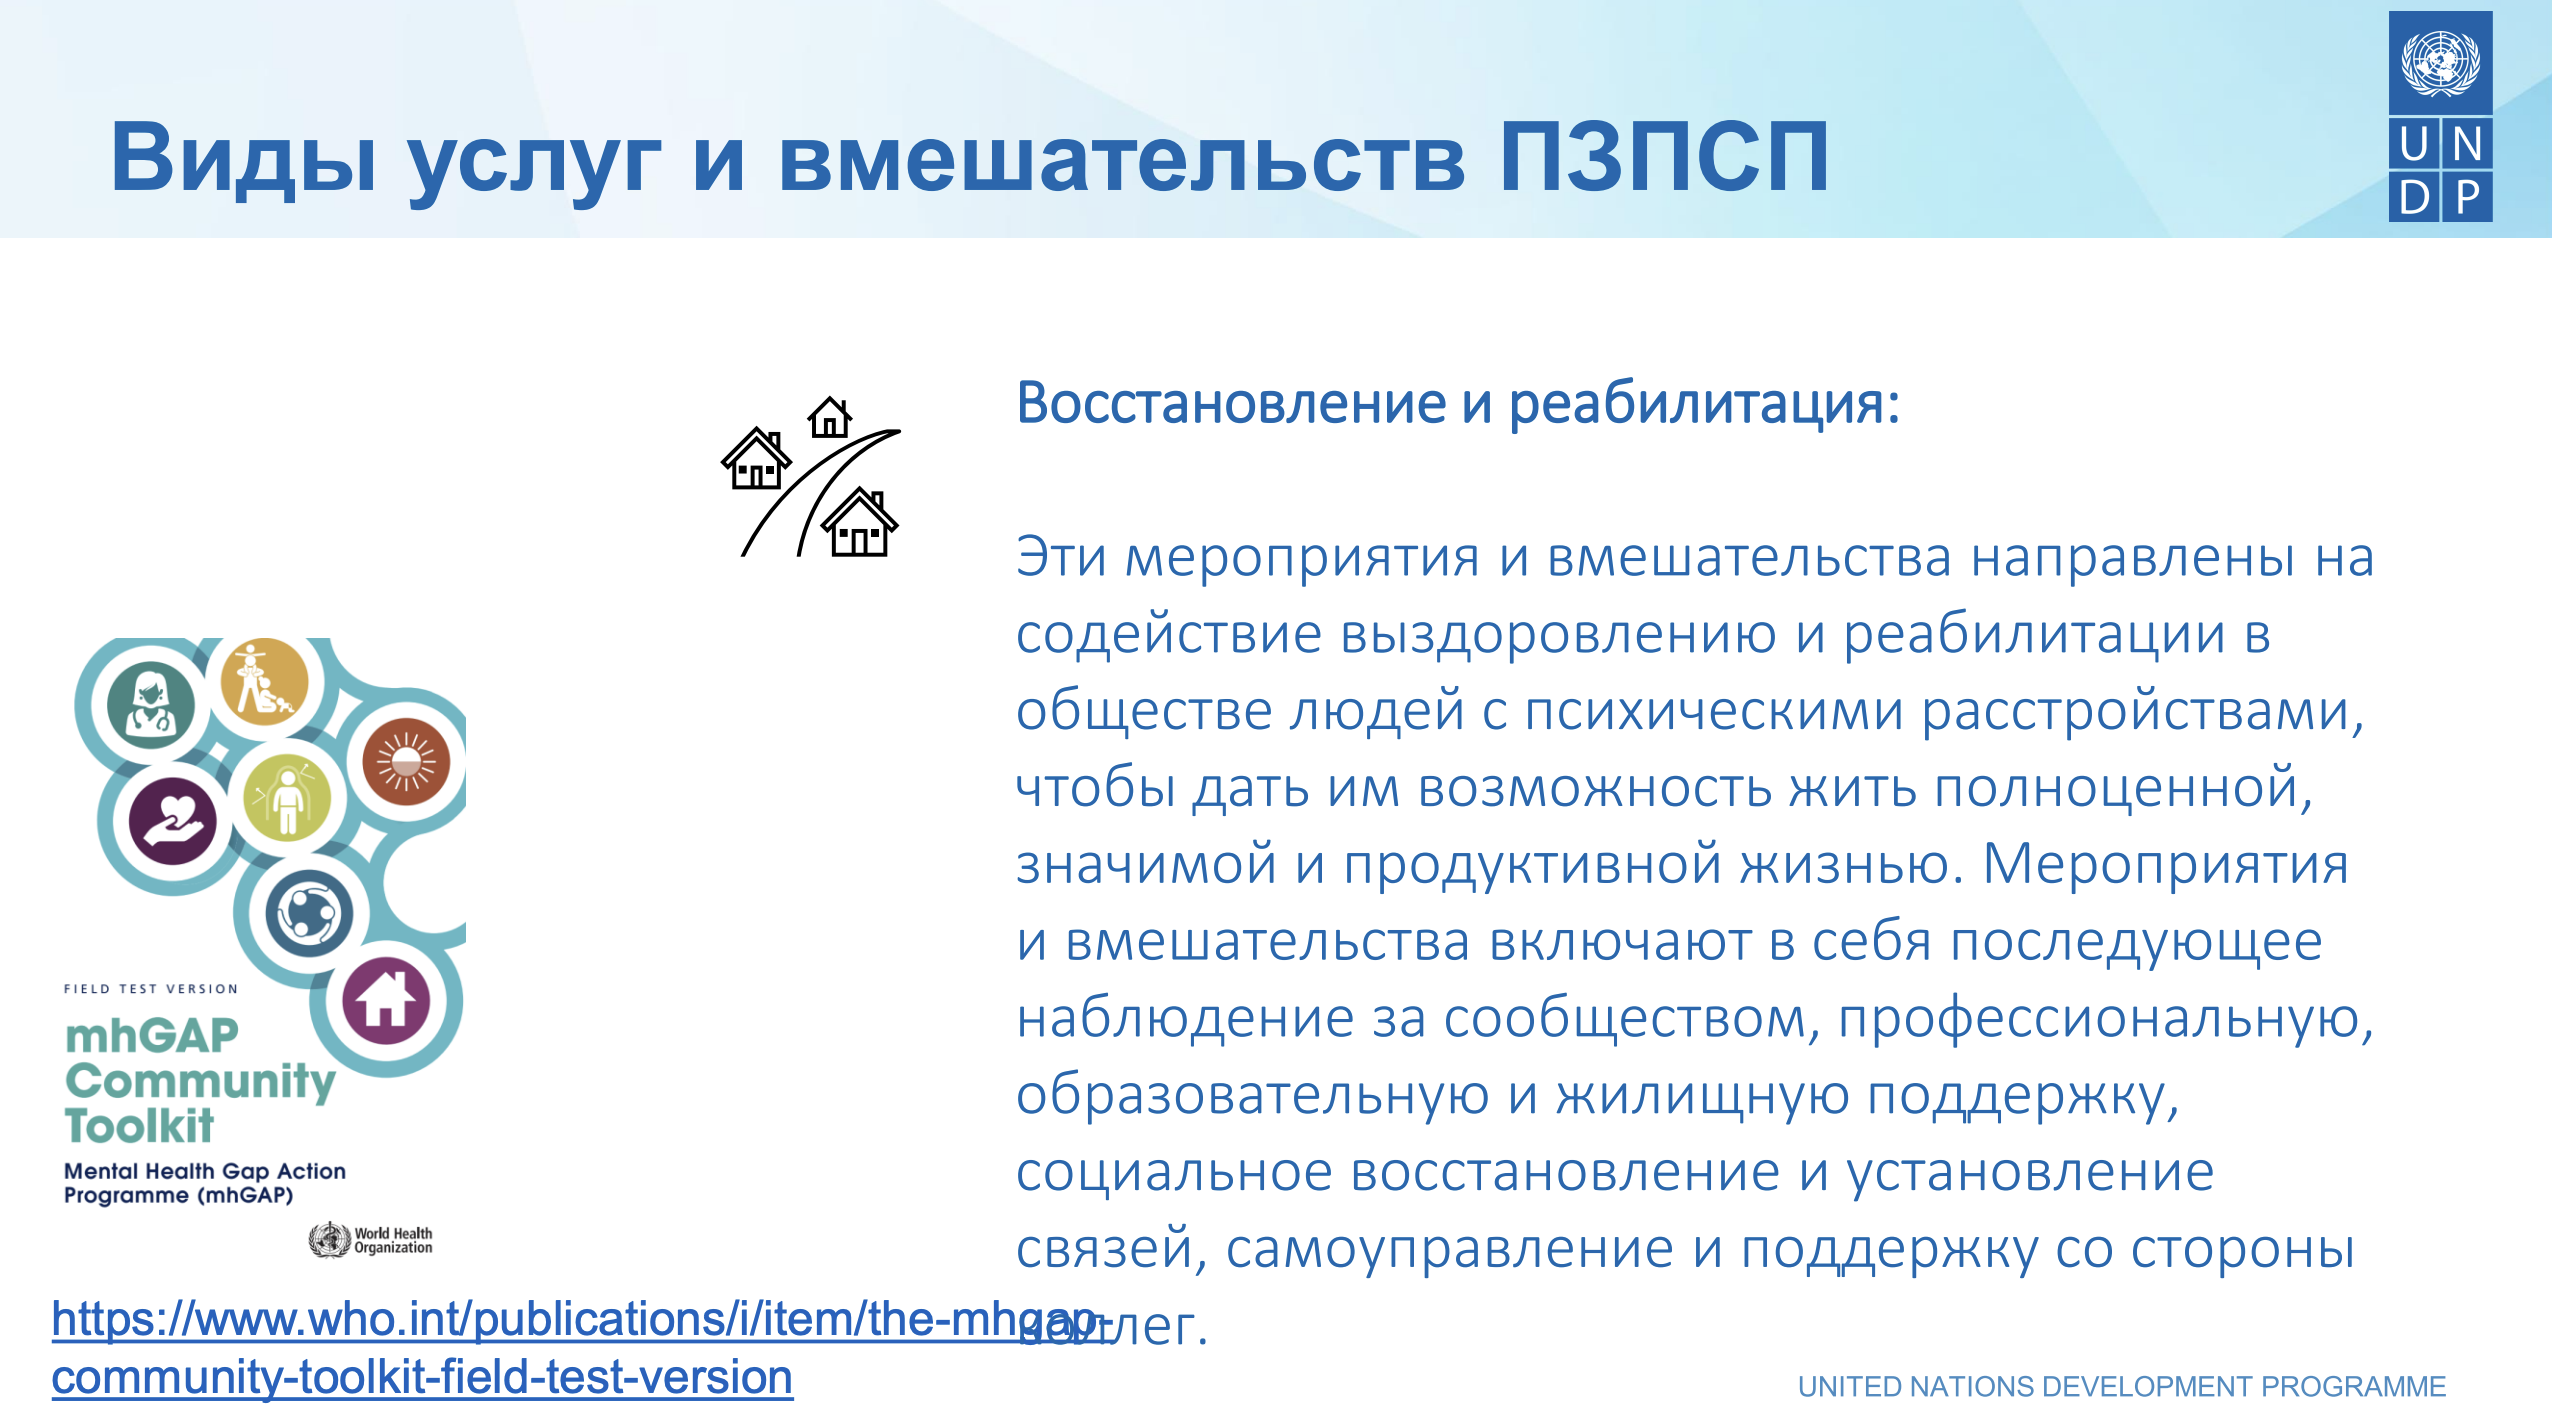 Виды услуг и вмешательств ПЗПСП
UN
DP
Восстановление и реабилитация:
Эти мероприятия и вмешательства направлены на
содействие выздоровлению и реабилитации в
обществе людей с психическими расстройствами,
чтобы дать им возможность жить полноценной,
значимой и продуктивной жизнью. Мероприятия
и вмешательства включают в себя последующее
наблюдение за сообществом, профессиональную,
образовательную и жилищную поддержку,
социальное восстановление и установление
связей, самоуправление и поддержку со стороны
коллег.
FIELD TEST VERSION
mhGAP
Community
Toolkit
Mental Health Gap Action
Programme (mhGAP)
World Health
Organization
https://www.who.int/publications/i/item/the-mhgap-
community-toolkit-field-test-version
UNITED NATIONS DEVELOPMENT PROGRAMME